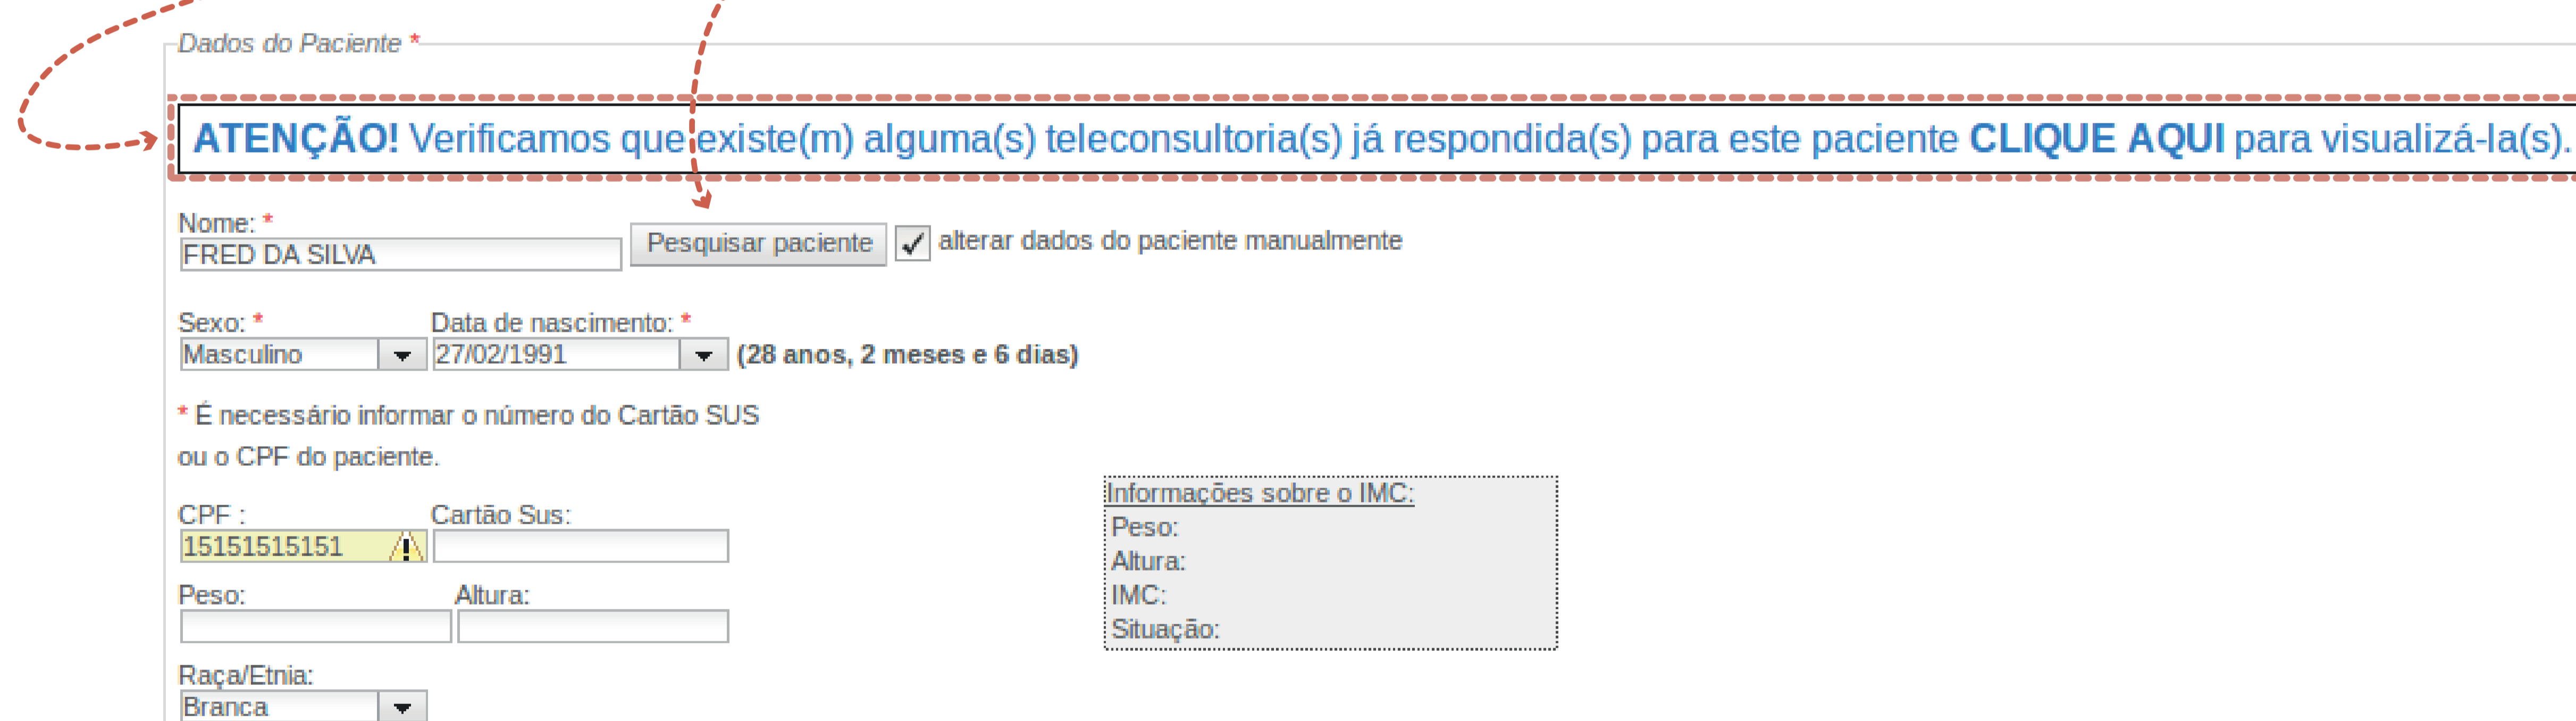 Dados do Paciente *
ATENÇÃO! Verificamos que existe(m) alguma(s) teleconsultoria(s) já respondida(s) para este paciente CLIQUE AQUI para visualizá-la(s).
Nome: *
FRED DA SILVA Pesquisar paciente alterar dados do paciente manualmente
Sexo: * Data de nascimento: *
Masculino 27/02/1991 (28 anos, 2 meses e 6 dias)
* É necessário informar o número do Cartão SUS
ou o CPF do paciente.
CPF : Cartão Sus:
15151515151
Peso: Altura:
Raça/Etnia:
Branca
Informações sobre o IMC:
Peso:
Altura:
IMC:
Situação: